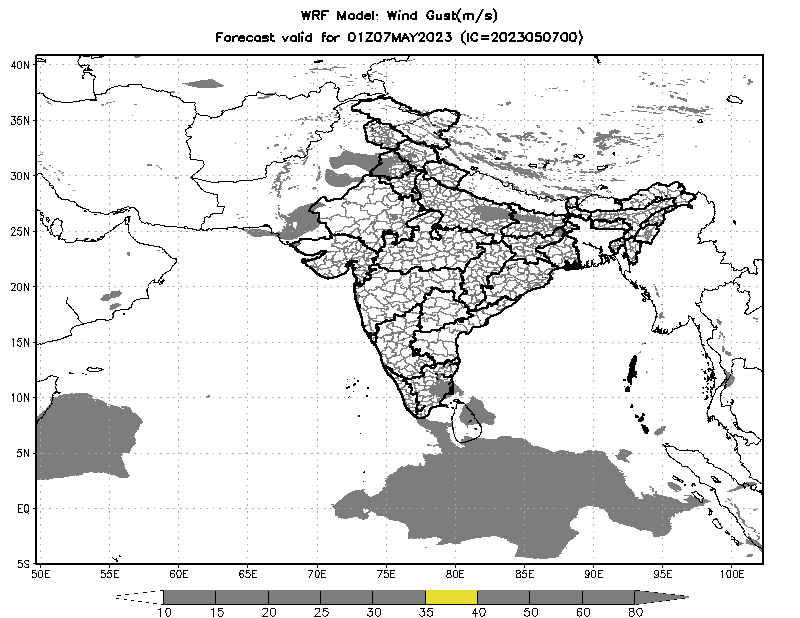 WRF Model: Wind Gust(m/s)
Forecast valid for 01Z07MAY2023 (IC=2023050700)
40N
35N
30N
25N
20N
15N
10N
5N
EQ
5S
50E 55E 60E 65E 70E 75E 80E 85E 90E 95E 100E
10 15 20 25 30 35 40 50 60 80